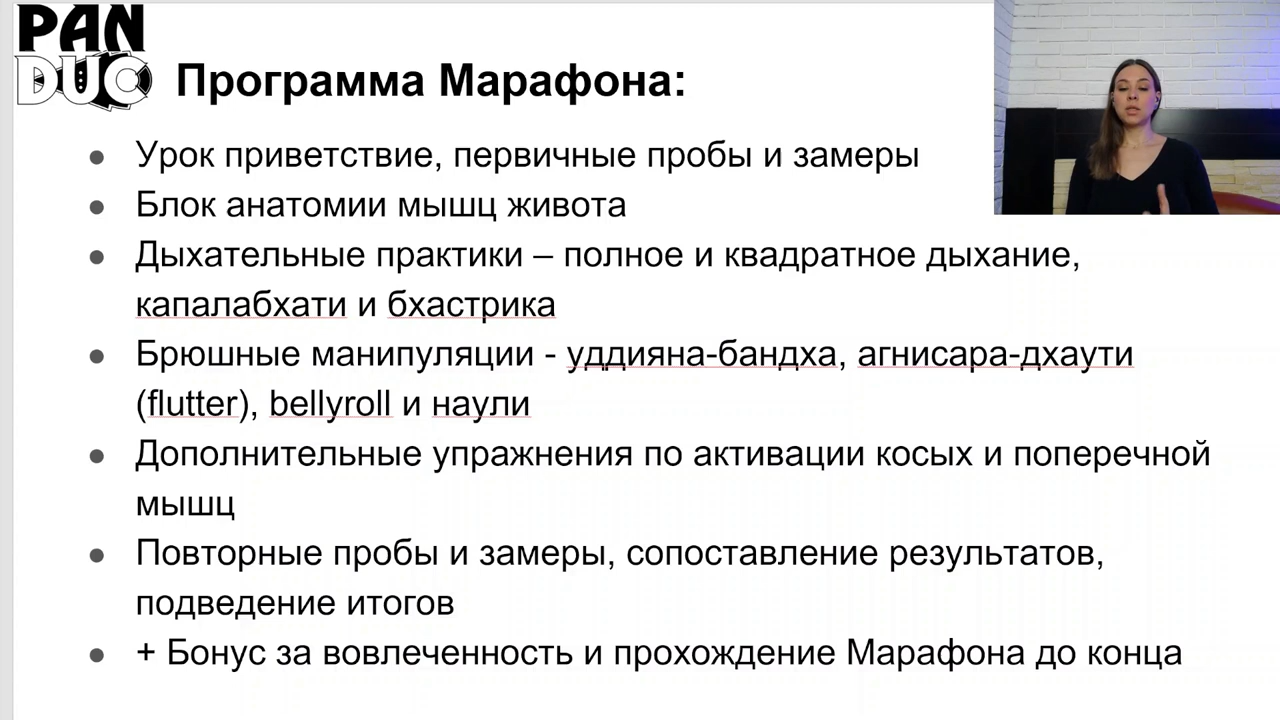 PAN
DUC
Программа Марафона:
● Урок приветствие, первичные пробы и замеры
● Блок анатомии мышц живота
● Дыхательные практики – полное и квадратное дыхание,
капалабхати и бхастрика
● Брюшные манипуляции - уддияна-бандха, агнисара-дхаути
(flutter), bellyroll и наули
● Дополнительные упражнения по активации косых и поперечной
мышц
● Повторные пробы и замеры, сопоставление результатов,
подведение итогов
● + Бонус за вовлеченность и прохождение Марафона до конца